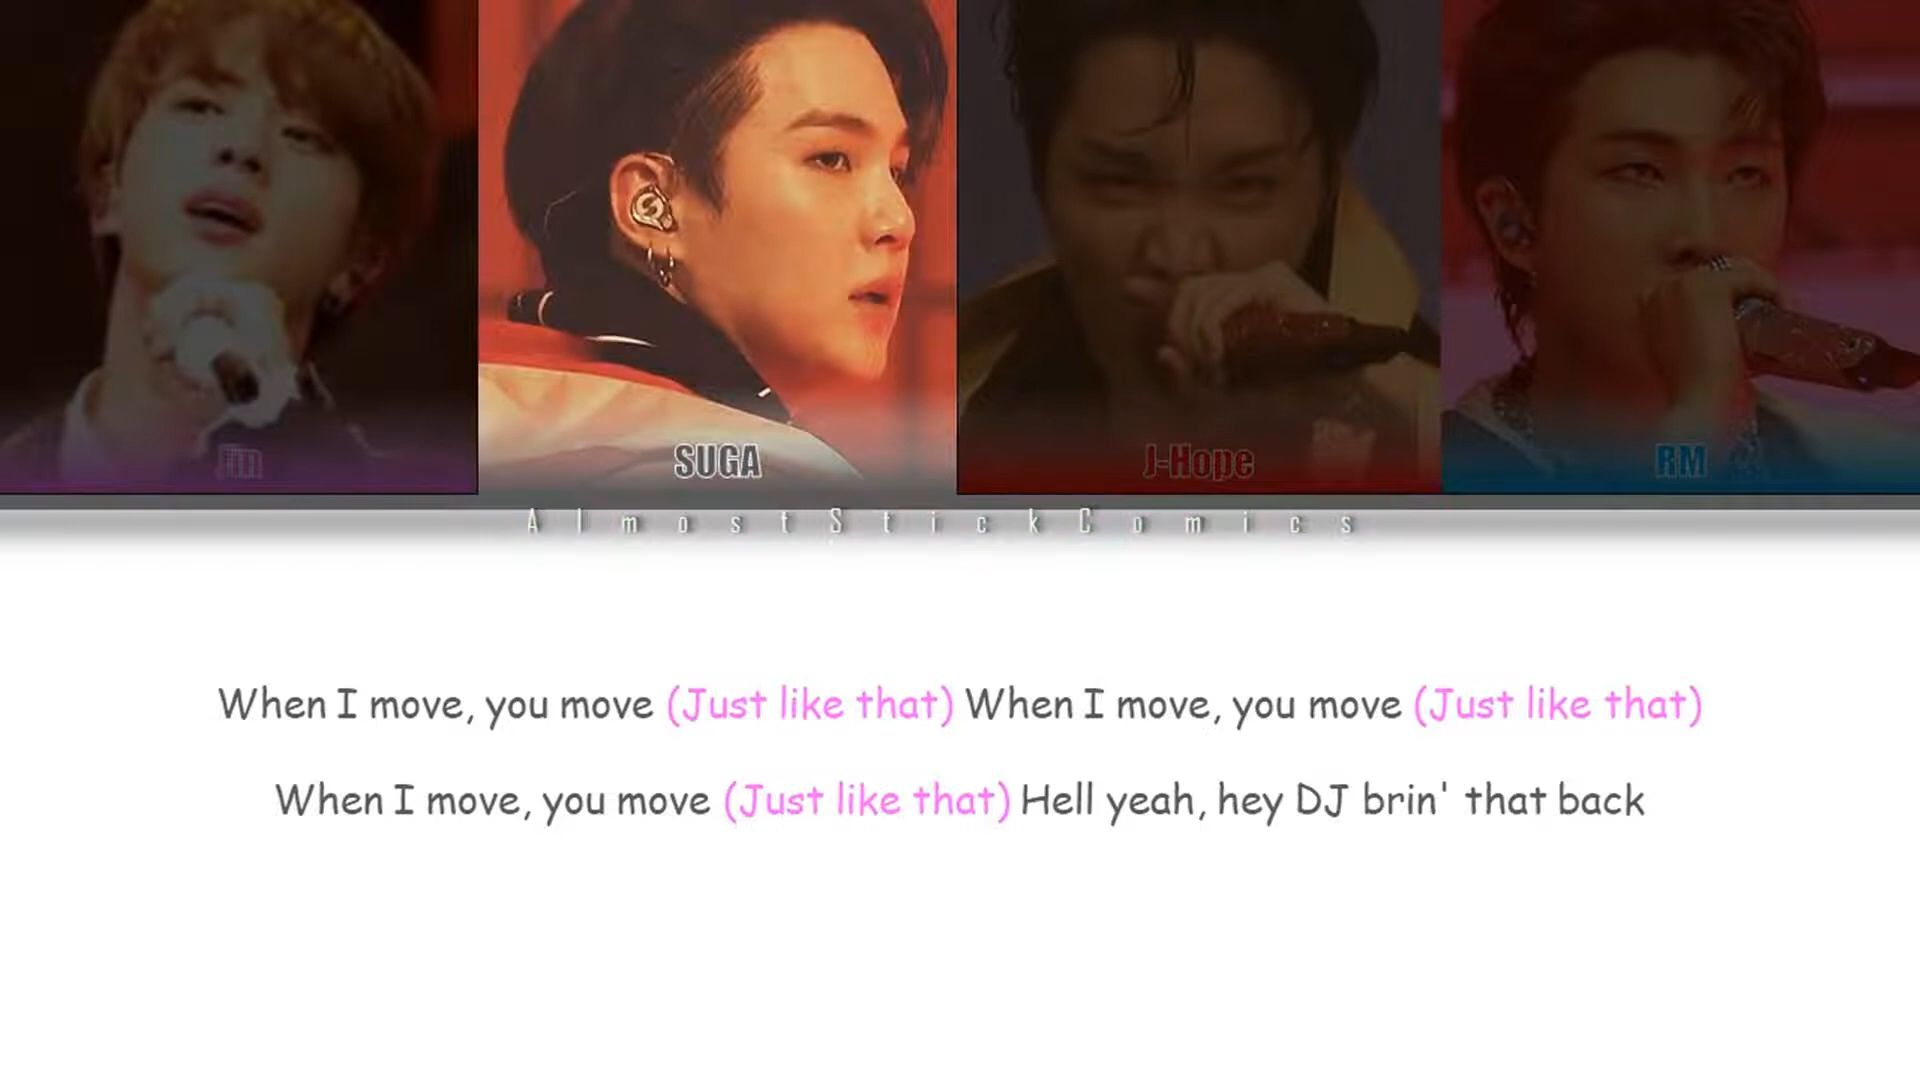 Jin SUGA J-Hope RM
AlmostStickComics
When I move, you move (Just like that) When I move, you move (Just like that)
When I move, you move (Just like that) Hell yeah, hey DJ brin' that back